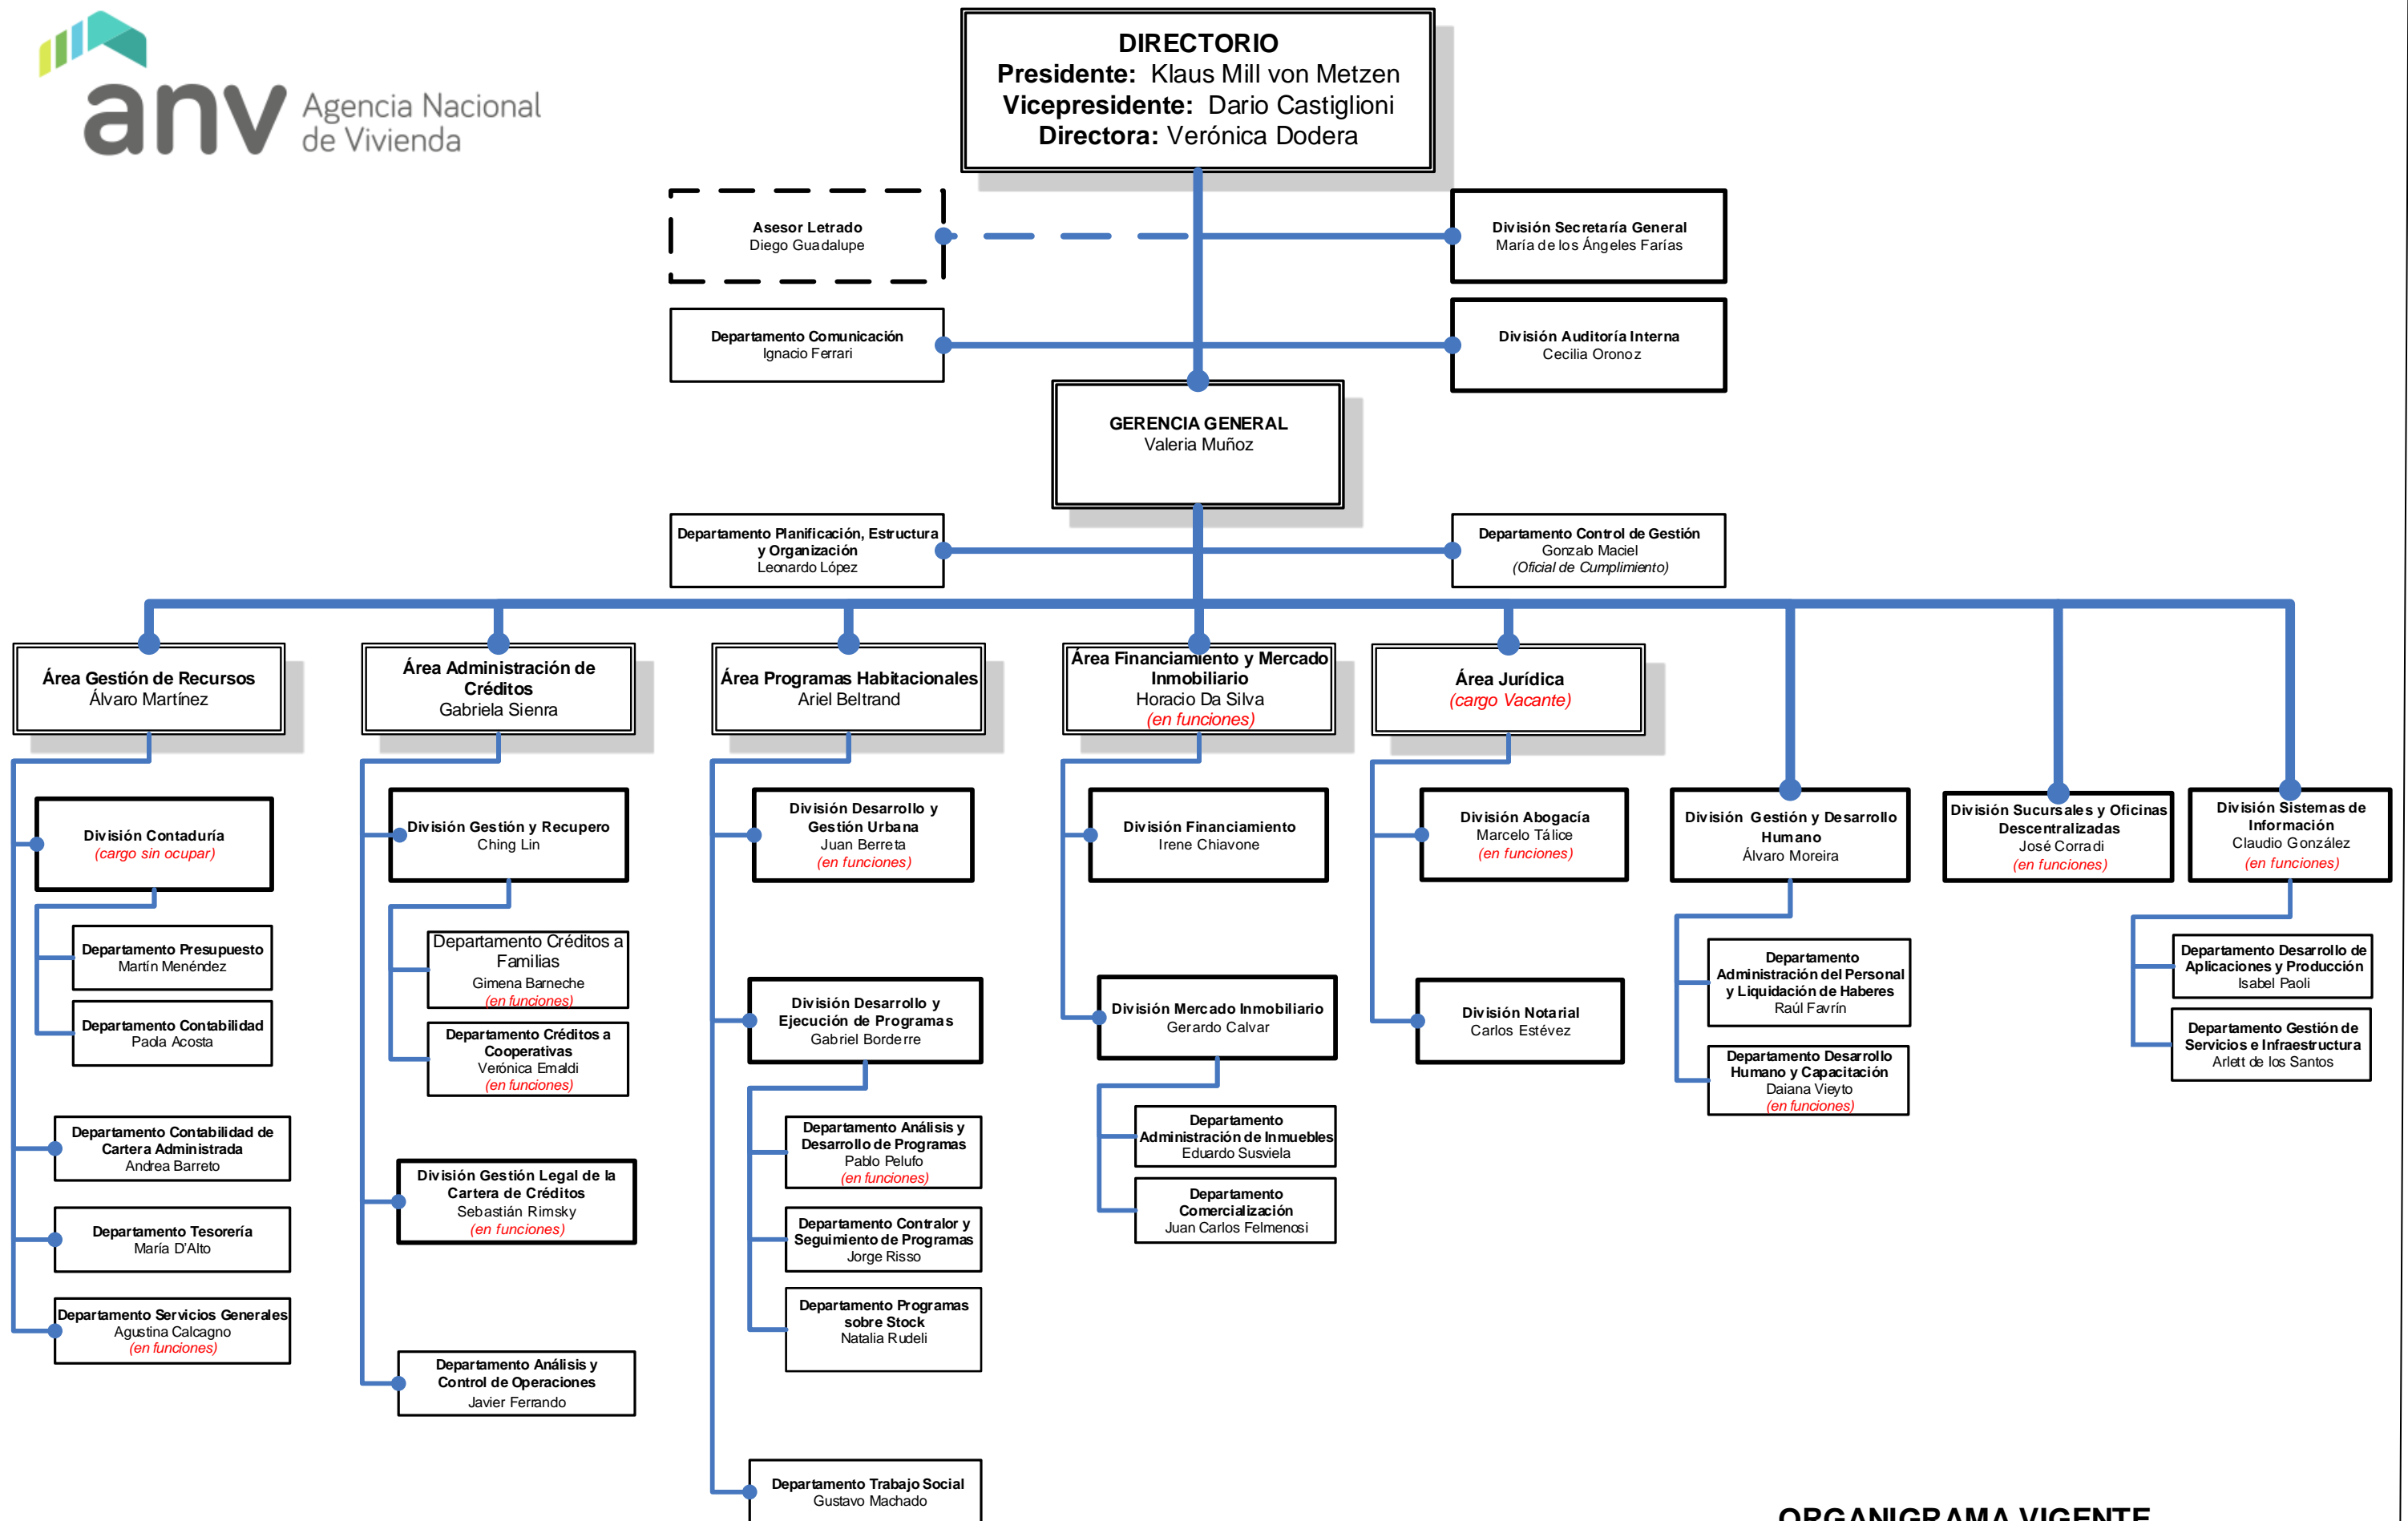 anv Agencia Nacional
de Vivienda
DIRECTORIO
Presidente: Klaus Mill von Metzen
Vicepresidente: Dario Castiglioni
Directora: Verónica Dodera
Asesor Letrado
Diego Guadalupe
División Secretaría General
María de los Ángeles Farías
Departamento Comunicación
Ignacio Ferrari
División Auditoría Interna
Cecilia Oronoz
GERENCIA GENERAL
Valeria Muñoz
Departamento Planificación, Estructura
y Organización
Leonardo López
Departamento Control de Gestión
Gonzalo Maciel
(Oficial de Cumplimiento)
Área Gestión de Recursos
Álvaro Martínez
División Contaduría
(cargo sin ocupar)
Departamento Presupuesto
Martín Menéndez
Departamento Contabilidad
Paola Acosta
Departamento Contabilidad de
Cartera Administrada
Andrea Barreto
Departamento Tesorería
María D'Alto
Departamento Servicios Generales
Agustina Calcagno
(en funciones)
Área Administración de
Créditos
Gabriela Sienra
División Gestión y Recupero
Ching Lin
Departamento Créditos a
Familias
Gimena Barneche
(en funciones)
Departamento Créditos a
Cooperativas
Verónica Emaldi
(en funciones)
División Gestión Legal de la
Cartera de Créditos
Sebastián Rimsky
(en funciones)
Departamento Análisis y
Control de Operaciones
Javier Ferrando
Área Programas Habitacionales
Ariel Beltrand
División Desarrollo y
Gestión Urbana
Juan Berreta
(en funciones)
División Desarrollo y
Ejecución de Programas
Gabriel Borderre
Departamento Análisis y
Desarrollo de Programas
Pablo Pelufo
(en funciones)
Departamento Contralor y
Seguimiento de Programas
Jorge Risso
Departamento Programas
sobre Stock
Natalia Rudeli
Departamento Trabajo Social
Gustavo Machado
Área Financiamiento y Mercado
Inmobiliario
Horacio Da Silva
(en funciones)
División Financiamiento
Irene Chiavone
División Mercado Inmobiliario
Gerardo Calvar
Departamento
Administración de Inmuebles
Eduardo Susviela
Departamento
Comercialización
Juan Carlos Felmenosi
Área Jurídica
(cargo Vacante)
División Abogacía
Marcelo Tálice
(en funciones)
División Notarial
Carlos Estévez
División Gestión y Desarrollo
Humano
Álvaro Moreira
Departamento
Administración del Personal
y Liquidación de Haberes
Raúl Favrín
Departamento Desarrollo
Humano y Capacitación
Daiana Vieyto
(en funciones)
División Sucursales y Oficinas
Descentralizadas
José Corradi
(en funciones)
División Sistemas de
Información
Claudio González
(en funciones)
Departamento Desarrollo de
Aplicaciones y Producción
Isabel Paoli
Departamento Gestión de
Servicios e Infraestructura
Arlett de los Santos
ORGANIGRAMA VIGENTE